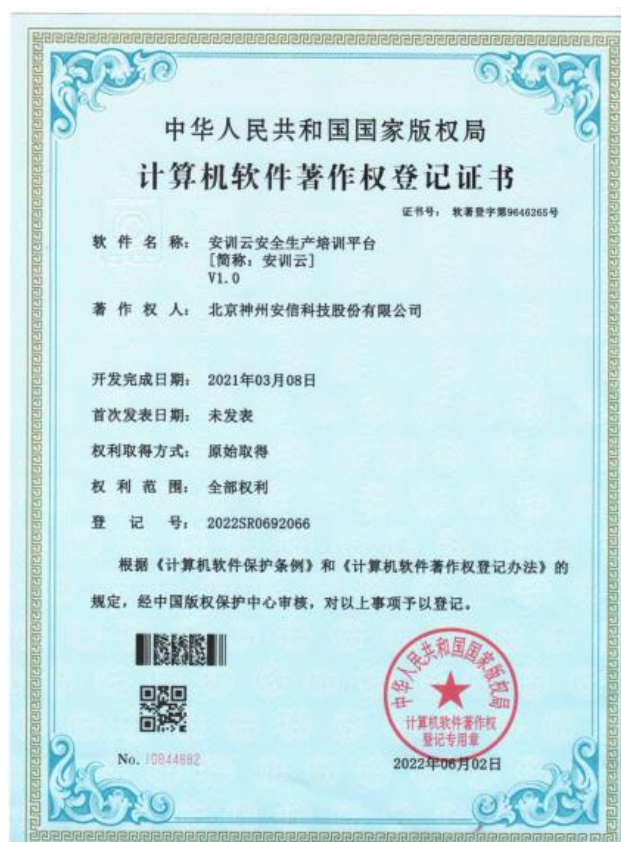 中华人民共和国国家版权局
计算机软件著作权登记证书
证书号： 软著登字第9646265号
软件名称： 安训云安全生产培训平台
[简称：安训云]
V1.0
著作权人： 北京神州安信科技股份有限公司
开发完成日期： 2021年03月08日
首次发表日期： 未发表
权利取得方式： 原始取得
权利范围： 全部权利
登记号： 2022SR0692066
根据《计算机软件保护条例》和《计算机软件著作权登记办法》的
规定，经中国版权保护中心审核，对以上事项予以登记。
中华人民共和国国家版权局
计算机软件著作权
登记专用章
No. 10844682
2022年06月02日